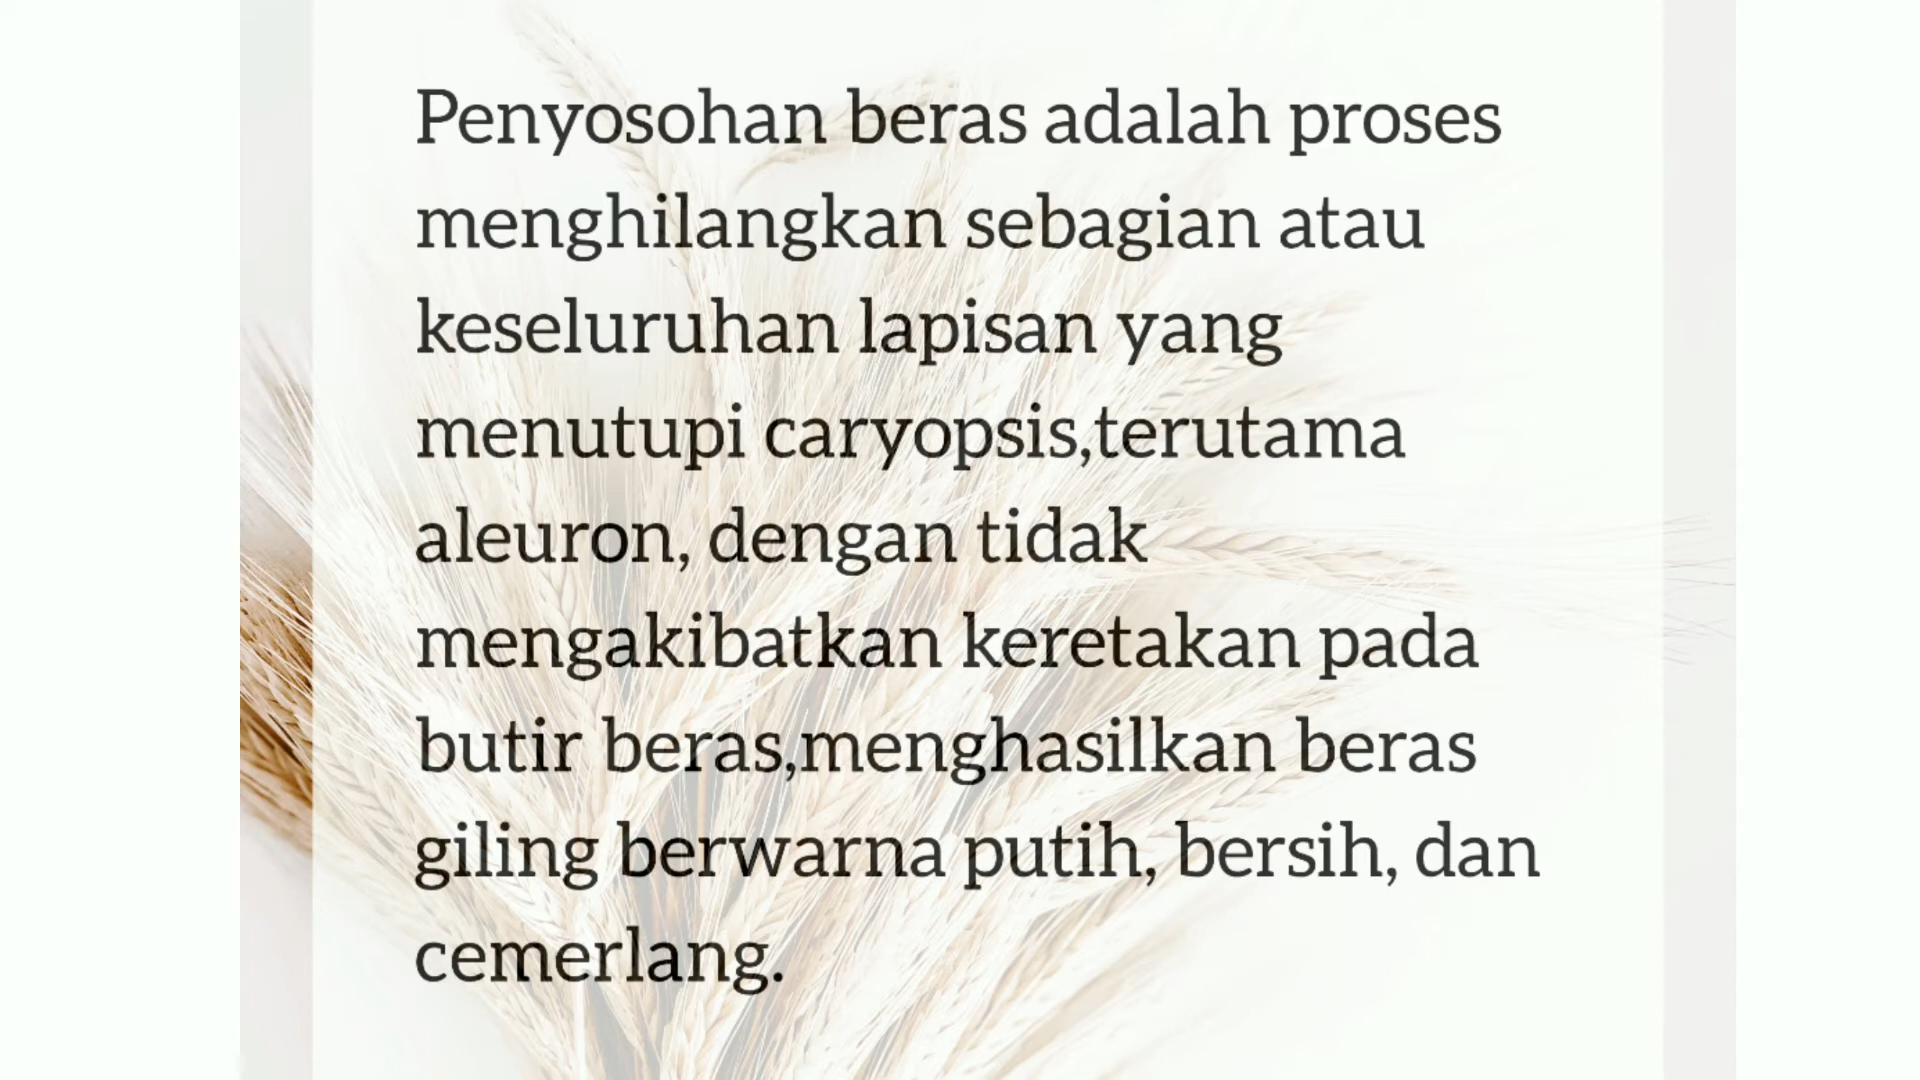 Penyosohan beras adalah proses
menghilangkan sebagian atau
keseluruhan lapisan yang
menutupi caryopsis,terutama
aleuron, dengan tidak
mengakibatkan keretakan pada
butir beras,menghasilkan beras
giling berwarna putih, bersih, dan
cemerlang.